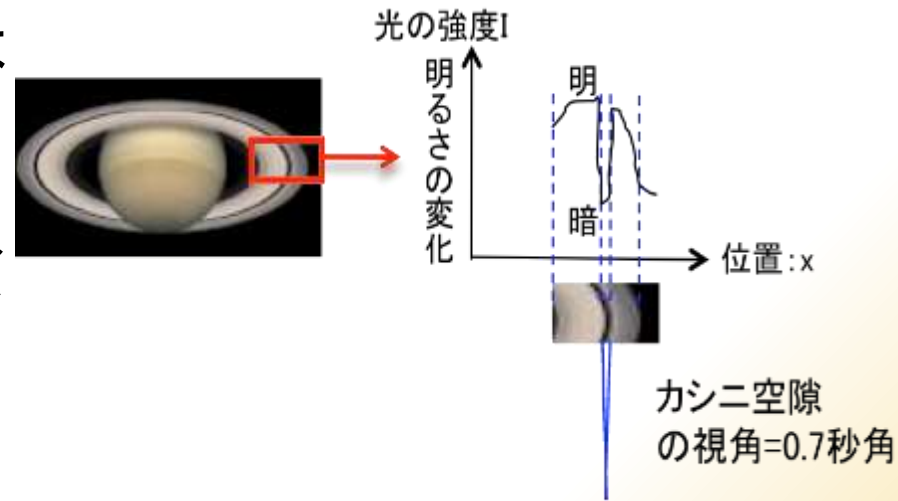 光の強度I
明るさの変化
明
暗
位置:x
カシニ空隙
の視角=0.7秒角